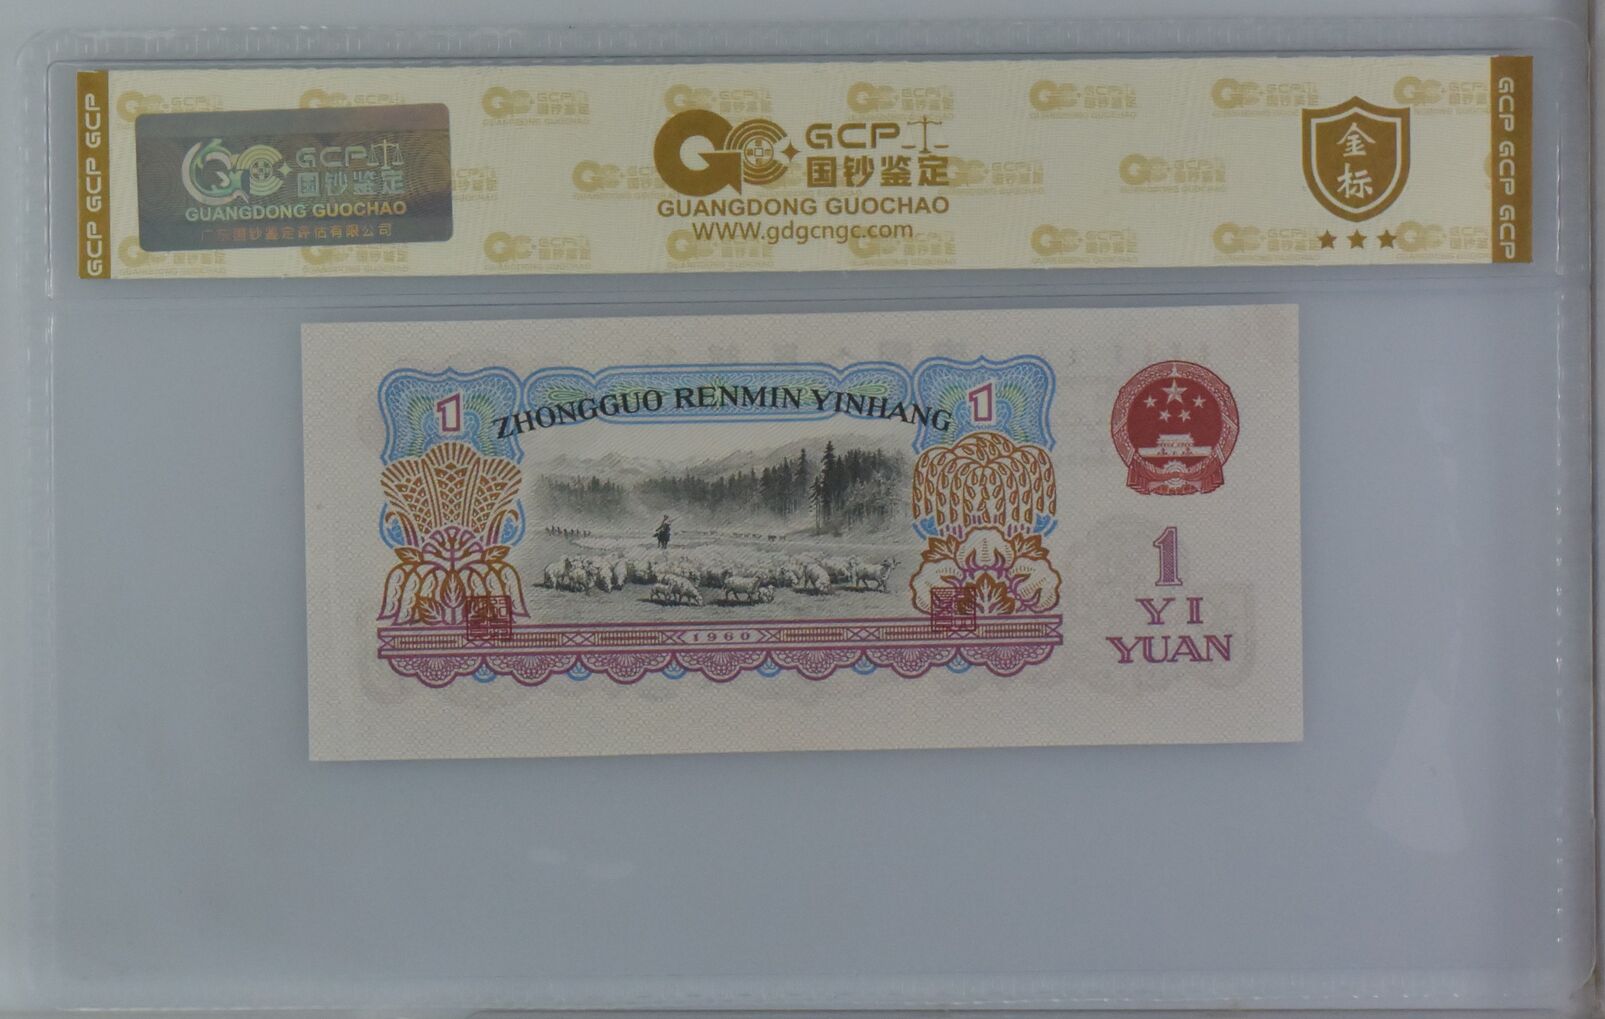 GCP GCP GCP
GCP
国钞鉴定
GUANGDONG GUOCHAO
广东国钞鉴定评估有限公司
GCP
国钞鉴定
GUANGDONG GUOCHAO
WWW.gdgcngc.com
金标
GCP GCP GCP
1
ZHONGGUO RENMIN YINHANG
1
1960
1
YI
YUAN